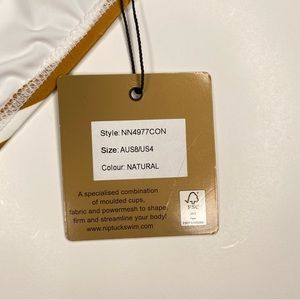 Style: NN4977CON
Size: AUS8/US4
Colour: NATURAL
A specialised combination
of moulded cups,
fabric and powermesh to shape,
firm and streamline your body!
www.niptuckswim.com
FSC